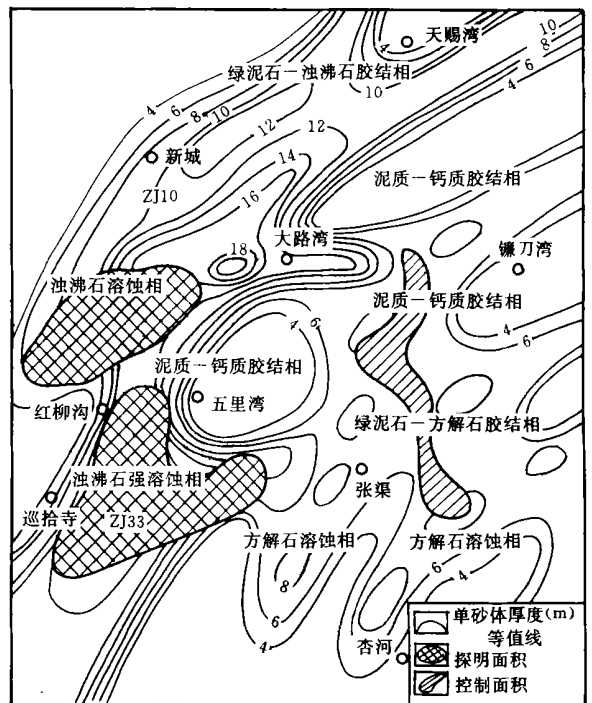 10
8
6
4
4
天赐湾
10
绿泥石－浊沸石胶结相
4
6
8
10
12
12
新城
14
泥质－钙质胶结相
ZJ10
16
大路湾
18
镰刀湾
浊沸石溶蚀相
泥质－钙质胶结相
4
6
4
6
泥质－钙质胶结相
五里湾
红柳沟
绿泥石－方解石胶结相
张渠
浊沸石强溶蚀相
巡拾寺
ZJ33
方解石溶蚀相
方解石溶蚀相
8
6
4
6
4
杏河
单砂体厚度(m)
等值线
探明面积
控制面积